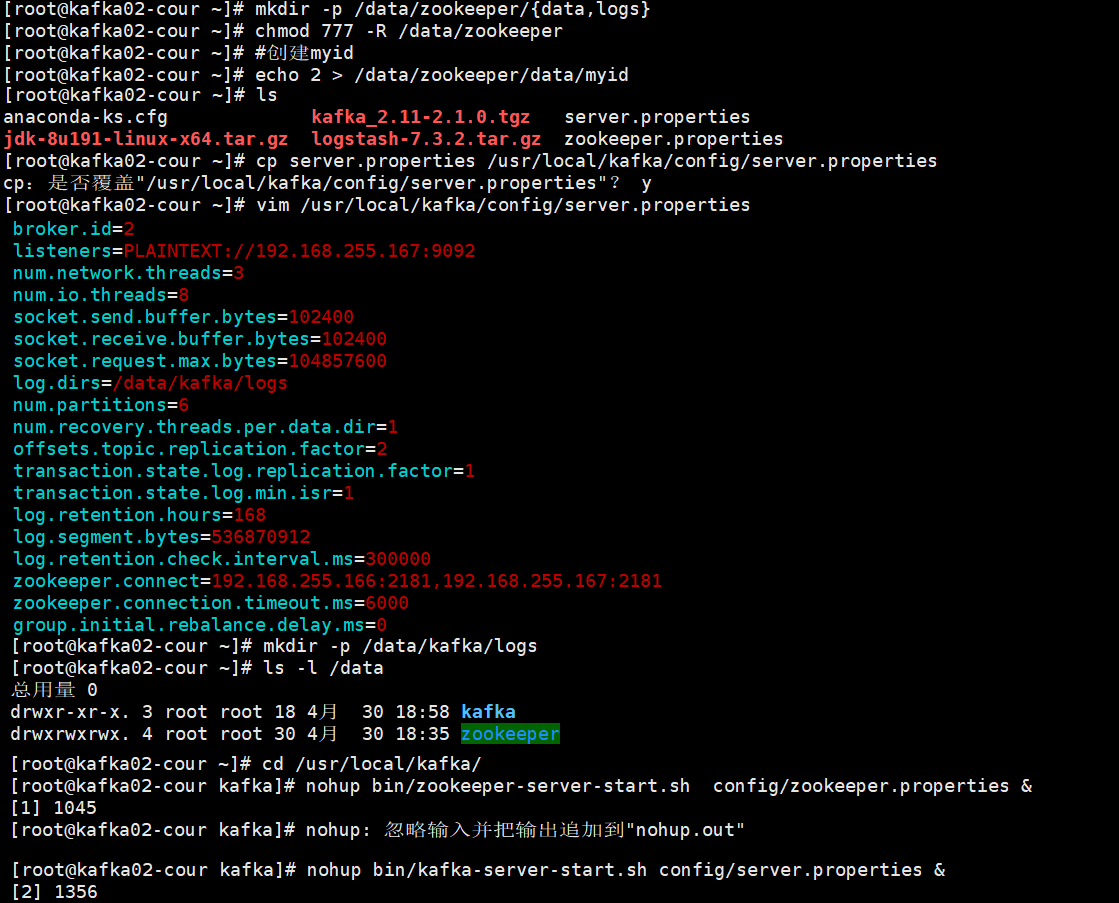 [root@kafka02-cour ~]# mkdir -p /data/zookeeper/{data,logs}
[root@kafka02-cour ~]# chmod 777 -R /data/zookeeper
[root@kafka02-cour ~]# #创建myid
[root@kafka02-cour ~]# echo 2 > /data/zookeeper/data/myid
[root@kafka02-cour ~]# ls
anaconda-ks.cfg             kafka_2.11-2.1.0.tgz   server.properties
jdk-8u191-linux-x64.tar.gz  logstash-7.3.2.tar.gz  zookeeper.properties
[root@kafka02-cour ~]# cp server.properties /usr/local/kafka/config/server.properties
cp：是否覆盖"/usr/local/kafka/config/server.properties"？ y
[root@kafka02-cour ~]# vim /usr/local/kafka/config/server.properties
broker.id=2
listeners=PLAINTEXT://192.168.255.167:9092
num.network.threads=3
num.io.threads=8
socket.send.buffer.bytes=102400
socket.receive.buffer.bytes=102400
socket.request.max.bytes=104857600
log.dirs=/data/kafka/logs
num.partitions=6
num.recovery.threads.per.data.dir=1
offsets.topic.replication.factor=2
transaction.state.log.replication.factor=1
transaction.state.log.min.isr=1
log.retention.hours=168
log.segment.bytes=536870912
log.retention.check.interval.ms=300000
zookeeper.connect=192.168.255.166:2181,192.168.255.167:2181
zookeeper.connection.timeout.ms=6000
group.initial.rebalance.delay.ms=0
[root@kafka02-cour ~]# mkdir -p /data/kafka/logs
[root@kafka02-cour ~]# ls -l /data
总用量 0
drwxr-xr-x. 3 root root 18 4月  30 18:58 kafka
drwxrwxrwx. 4 root root 30 4月  30 18:35 zookeeper
[root@kafka02-cour ~]# cd /usr/local/kafka/
[root@kafka02-cour kafka]# nohup bin/zookeeper-server-start.sh  config/zookeeper.properties &
[1] 1045
[root@kafka02-cour kafka]# nohup: 忽略输入并把输出追加到"nohup.out"
[root@kafka02-cour kafka]# nohup bin/kafka-server-start.sh config/server.properties &
[2] 1356